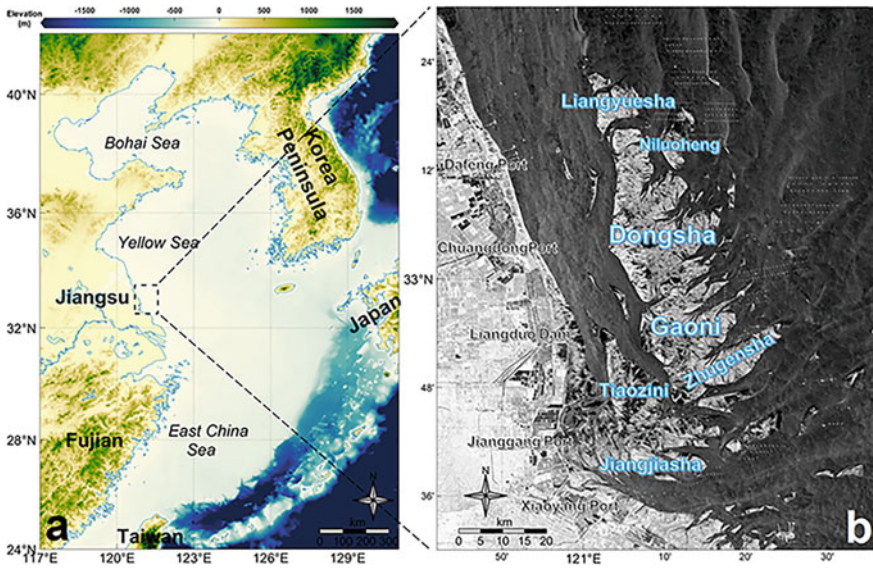 Elevation (m)
-1500 -1000 -500 0 500 1000 1500
40°N
36°N
32°N
28°N
24°N
117°E 120°E 123°E 126°E 129°E
Bohai Sea
Korea
Peninsula
Yellow Sea
Jiangsu
Japan
East China
Sea
Fujian
Taiwan
N
km
0 100 200 300
a
24'
12'
33°N
48'
36'
50' 121°E 10' 20' 30'
Liangyuesha
Niluoheng
Dafeng Port
Dongsha
Chuangdong Port
Gaoni
Liangduo Dam
Zhugensha
Tiaozini
Jianggang Port
Jiangjiasha
Xiaoyang Port
N
km
0 5 10 15 20
b